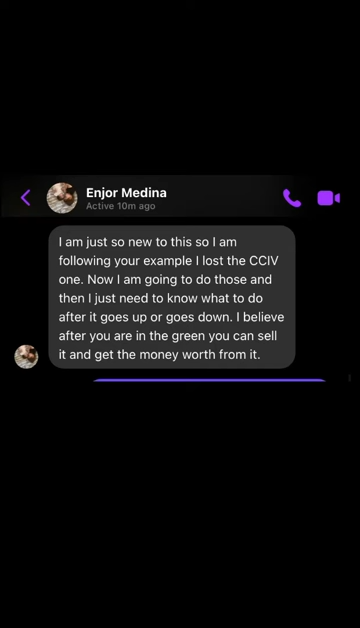 Enjor Medina
Active 10m ago
I am just so new to this so I am
following your example I lost the CCIV
one. Now I am going to do those and
then I just need to know what to do
after it goes up or goes down. I believe
after you are in the green you can sell
it and get the money worth from it.